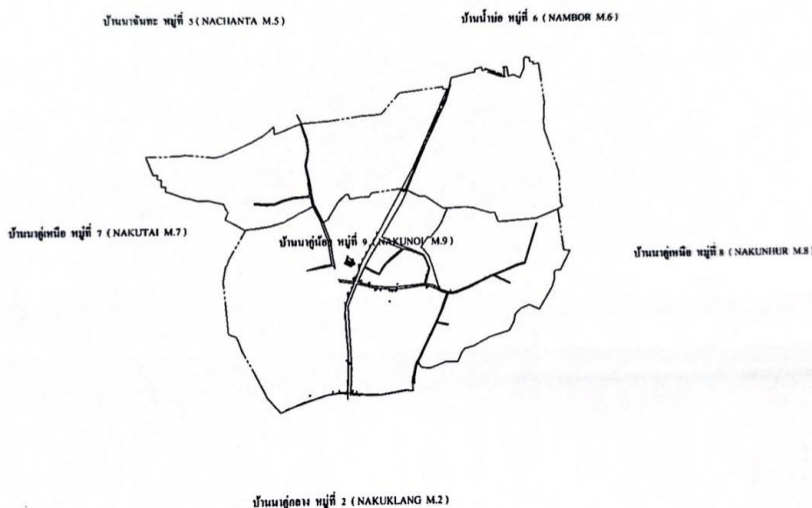 บ้านนาจันทะ หมู่ที่ 5 ( NACHANTA M.5)
บ้านน้ำบ่อ หมู่ที่ 6 ( NAMBOR M.6)
บ้านนาคู่เหนือ หมู่ที่ 7 ( NAKUTAI M.7)
บ้านนาคู่น้อย หมู่ที่ 9 ( NAKUNOI M.9)
บ้านนาคู่เหนือ หมู่ที่ 8 ( NAKUNHUR M.8)
บ้านนาคู่กลาง หมู่ที่ 2 ( NAKUKLANG M.2)